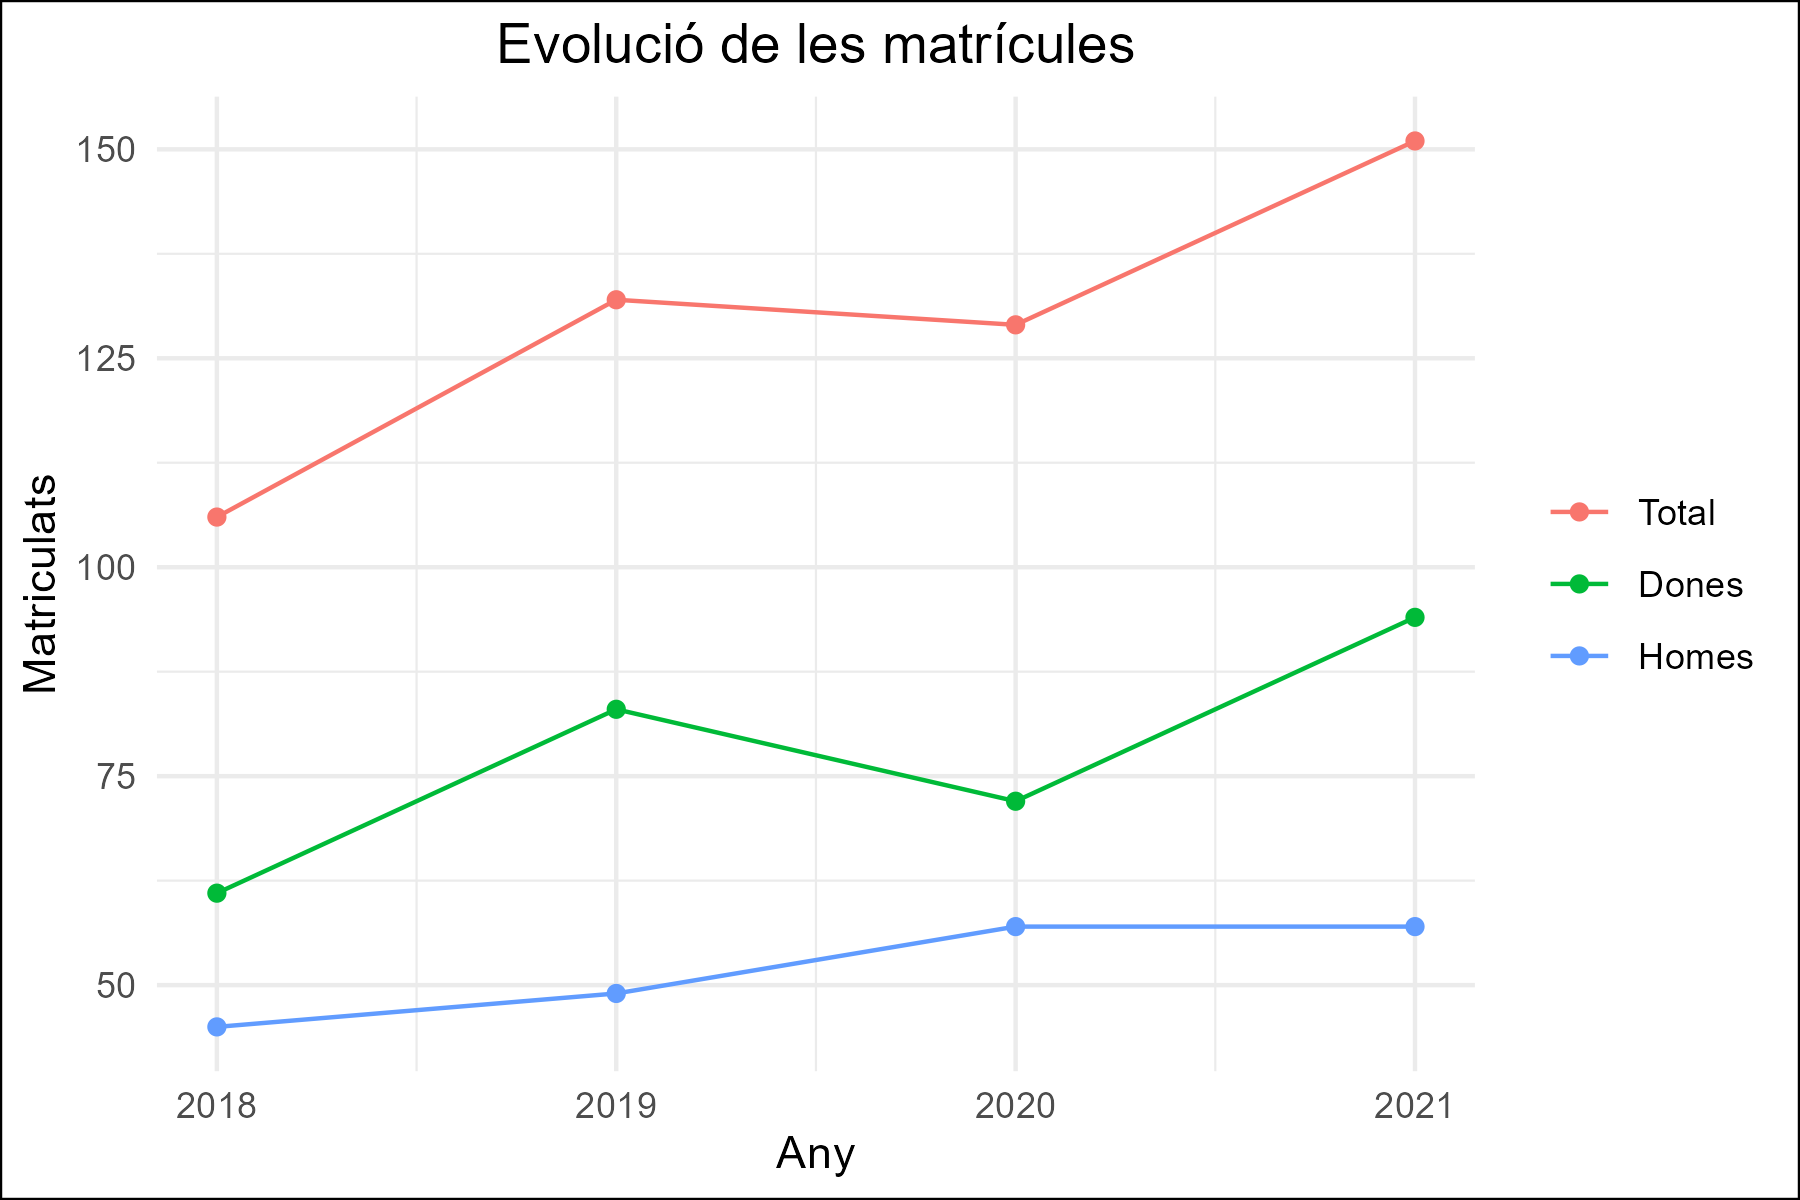 Evolució de les matrícules
Matriculats
150
125
100
75
50
2018
2019
2020
2021
Any
Total
Dones
Homes